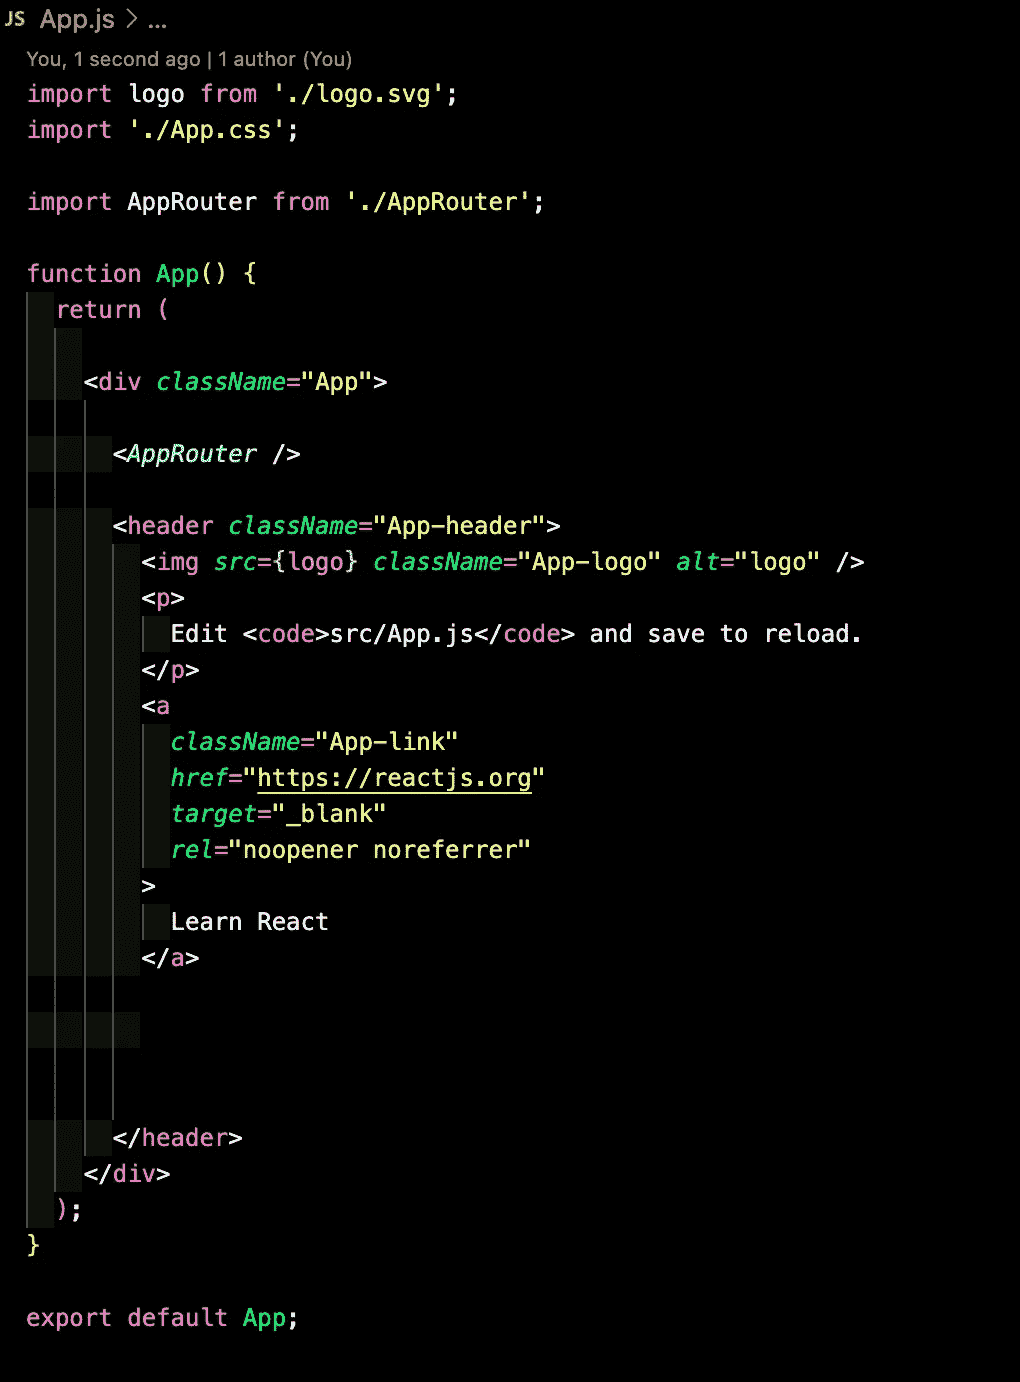 JS App.js > ...
You, 1 second ago | 1 author (You)
import logo from './logo.svg';
import './App.css';
import AppRouter from './AppRouter';
function App() {
return (
<div className="App">
<AppRouter />
<header className="App-header">
<img src={logo} className="App-logo" alt="logo" />
<p>
Edit <code>src/App.js</code> and save to reload.
</p>
<a
className="App-link"
href="https://reactjs.org"
target="_blank"
rel="noopener noreferrer"
>
Learn React
</a>
</header>
</div>
);
}
export default App;